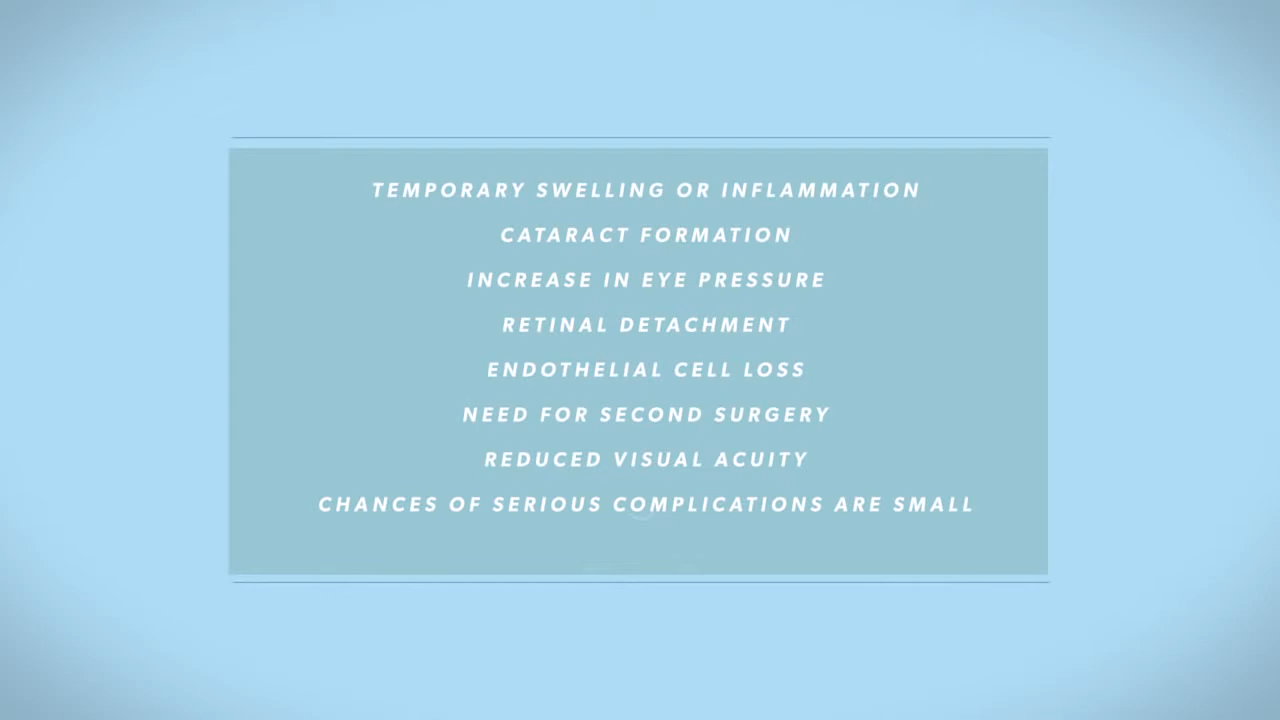 TEMPORARY SWELLING OR INFLAMMATION
CATARACT FORMATION
INCREASE IN EYE PRESSURE
RETINAL DETACHMENT
ENDOTHELIAL CELL LOSS
NEED FOR SECOND SURGERY
REDUCED VISUAL ACUITY
CHANCES OF SERIOUS COMPLICATIONS ARE SMALL